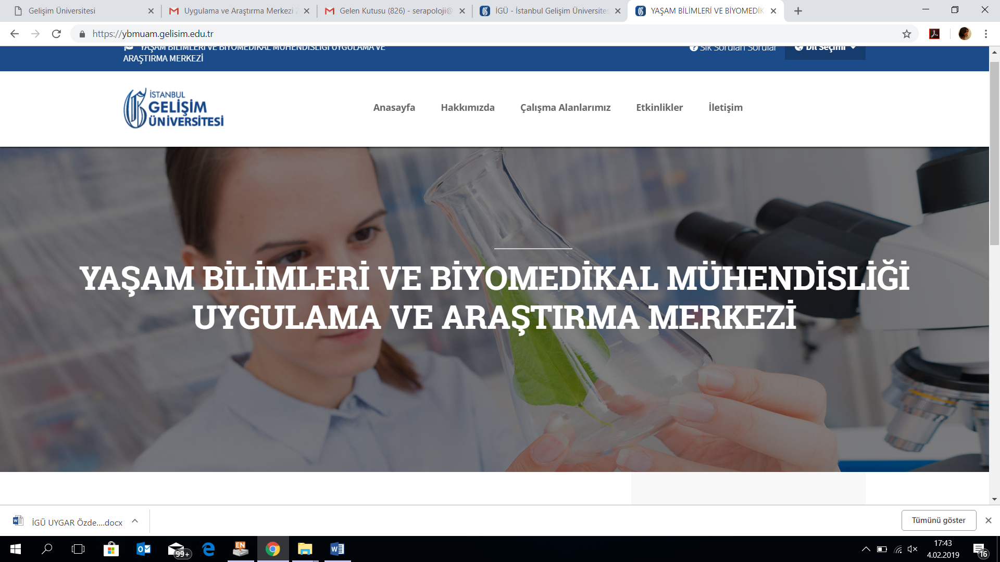 Gelişim Üniversitesi
Uygulama ve Araştırma Merkezi 2
Gelen Kutusu (826) - serapoloji@
İGÜ - İstanbul Gelişim Üniversites
YAŞAM BİLİMLERİ VE BİYOMEDİK
https://ybmuam.gelisim.edu.tr
YAŞAM BİLİMLERİ VE BİYOMEDİKAL MÜHENDİSLİĞİ UYGULAMA VE
ARAŞTIRMA MERKEZİ
Sık Sorulan Sorular
Dil Seçimi
İSTANBUL
GELİŞİM
ÜNİVERSİTESİ
Anasayfa
Hakkımızda
Çalışma Alanlarımız
Etkinlikler
İletişim
YAŞAM BİLİMLERİ VE BİYOMEDİKAL MÜHENDİSLİĞİ
UYGULAMA VE ARAŞTIRMA MERKEZİ
İGÜ UYGAR Özde....docx
Tümünü göster
99+
EN
17:43
4.02.2019
16